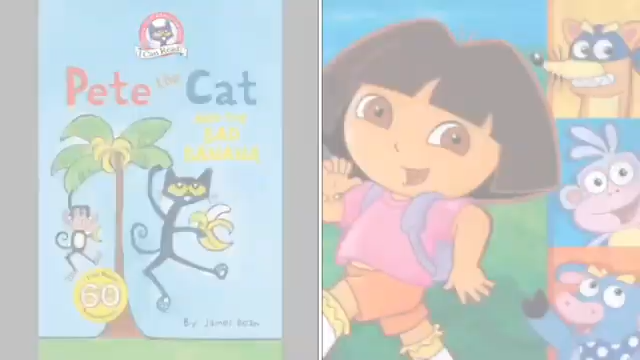 I Can Read!
Pete the Cat
AND THE
BAD
BANANA
60
By James Dean